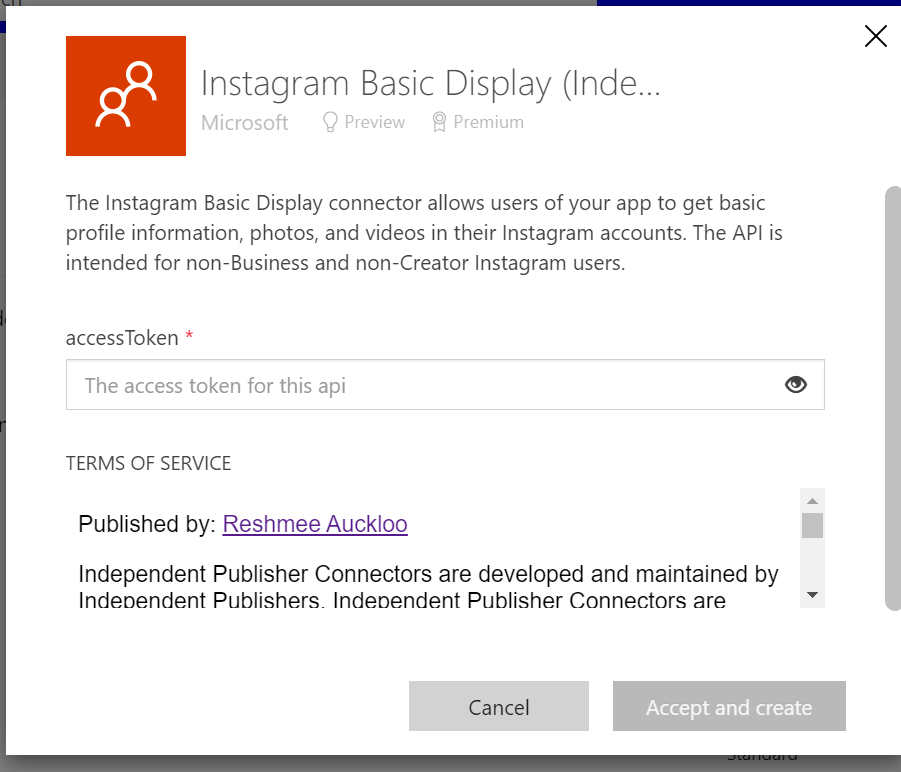 Instagram Basic Display (Inde...
Microsoft Preview Premium
The Instagram Basic Display connector allows users of your app to get basic
profile information, photos, and videos in their Instagram accounts. The API is
intended for non-Business and non-Creator Instagram users.
accessToken *
The access token for this api
TERMS OF SERVICE
Published by: Reshmee Auckloo
Independent Publisher Connectors are developed and maintained by
Independent Publishers. Independent Publisher Connectors are
Cancel Accept and create
Standard